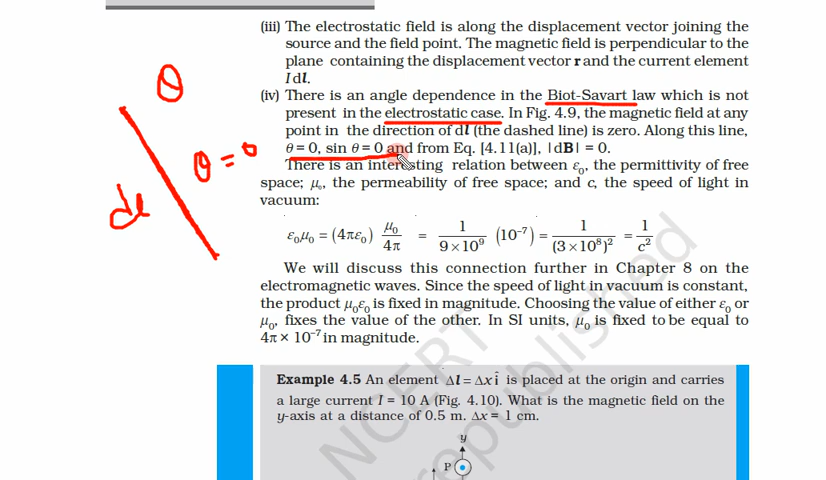 (iii) The electrostatic field is along the displacement vector joining the
source and the field point. The magnetic field is perpendicular to the
plane containing the displacement vector r and the current element
I dl.
(iv) There is an angle dependence in the Biot-Savart law which is not
present in the electrostatic case. In Fig. 4.9, the magnetic field at any
point in the direction of dl (the dashed line) is zero. Along this line,
θ = 0, sin θ = 0 and from Eq. [4.11(a)], |dB| = 0.
There is an interesting relation between ε₀, the permittivity of free
space; μ₀, the permeability of free space; and c, the speed of light in
vacuum:
ε₀μ₀ = (4πε₀) μ₀/4π = 1/(9 × 10⁹) (10⁻⁷) = 1/(3 × 10⁸)² = 1/c²
We will discuss this connection further in Chapter 8 on the
electromagnetic waves. Since the speed of light in vacuum is constant,
the product μ₀ε₀ is fixed in magnitude. Choosing the value of either ε₀ or
μ₀, fixes the value of the other. In SI units, μ₀ is fixed to be equal to
4π × 10⁻⁷ in magnitude.
Example 4.5 An element Δl = Δx î is placed at the origin and carries
a large current I = 10 A (Fig. 4.10). What is the magnetic field on the
y-axis at a distance of 0.5 m. Δx = 1 cm.
y
P
θ
θ = 0
dl
NCERT
republished